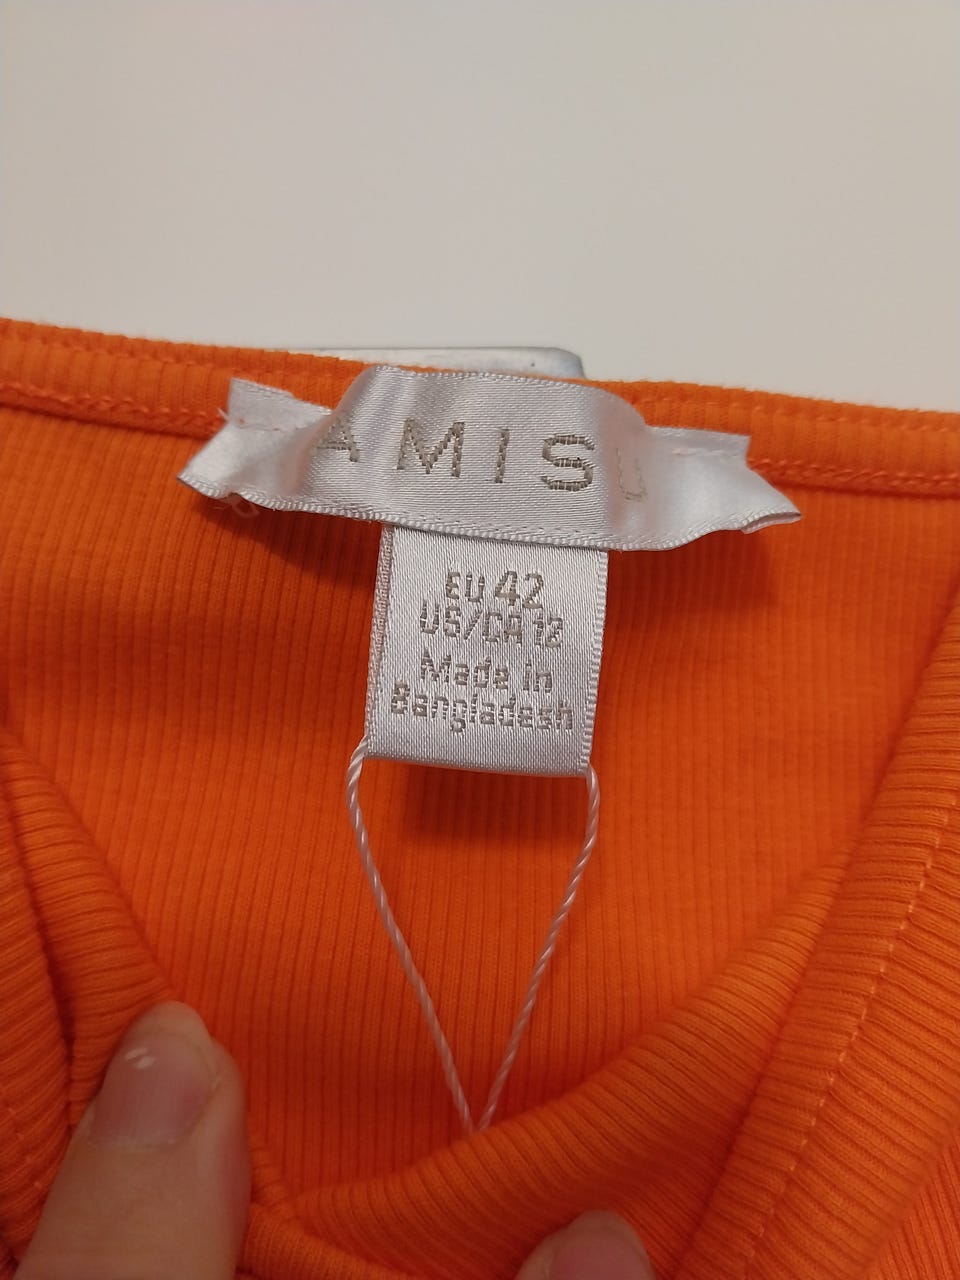 AMISU
EU 42
US/CA 12
Made in
Bangladesh